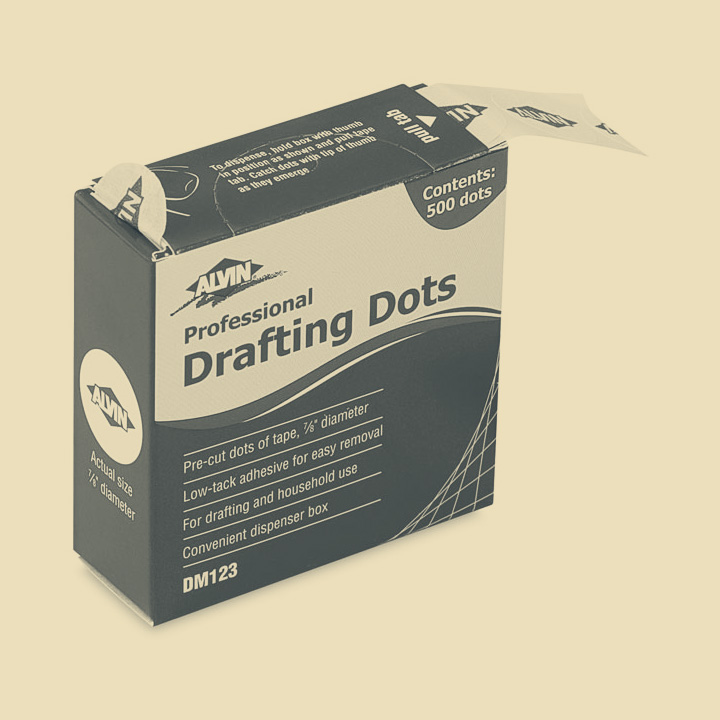 To dispense, hold box with thumb
in position as shown and pull tape
tab. Catch dots with tip of thumb
as they emerge
pull tab
IN
ALVIN
IN
Contents:
500 dots
ALVIN
Professional
Drafting Dots
Pre-cut dots of tape, 7/8" diameter
Low-tack adhesive for easy removal
For drafting and household use
Convenient dispenser box
DM123
ALVIN
Actual size
7/8" diameter